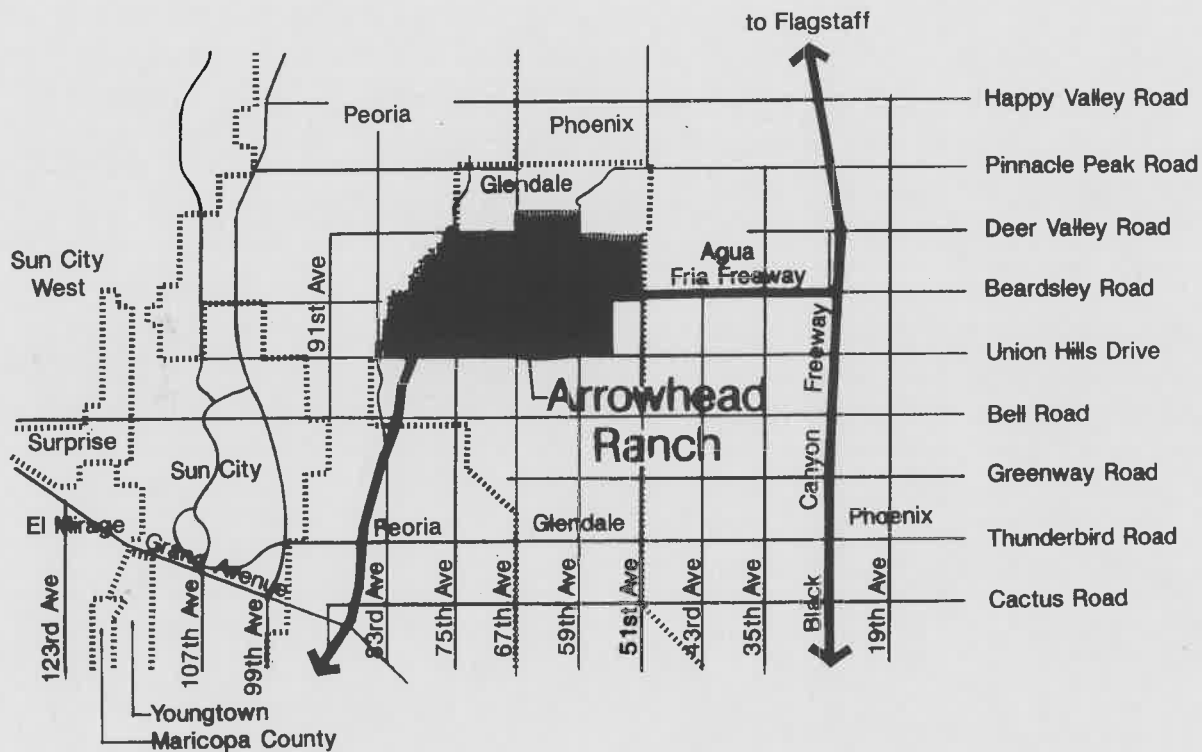 to Flagstaff
Happy Valley Road
Peoria
Phoenix
Pinnacle Peak Road
Glendale
Deer Valley Road
Sun City
West
91st Ave
Agua
Fria Freeway
Beardsley Road
Union Hills Drive
Freeway
Arrowhead
Ranch
Bell Road
Surprise
Sun City
Canyon
Greenway Road
El Mirage
Grand Avenue
Peoria
Glendale
Phoenix
Thunderbird Road
Black
Cactus Road
123rd Ave
107th Ave
99th Ave
83rd Ave
75th Ave
67th Ave
59th Ave
51st Ave
43rd Ave
35th Ave
19th Ave
Youngtown
Maricopa County